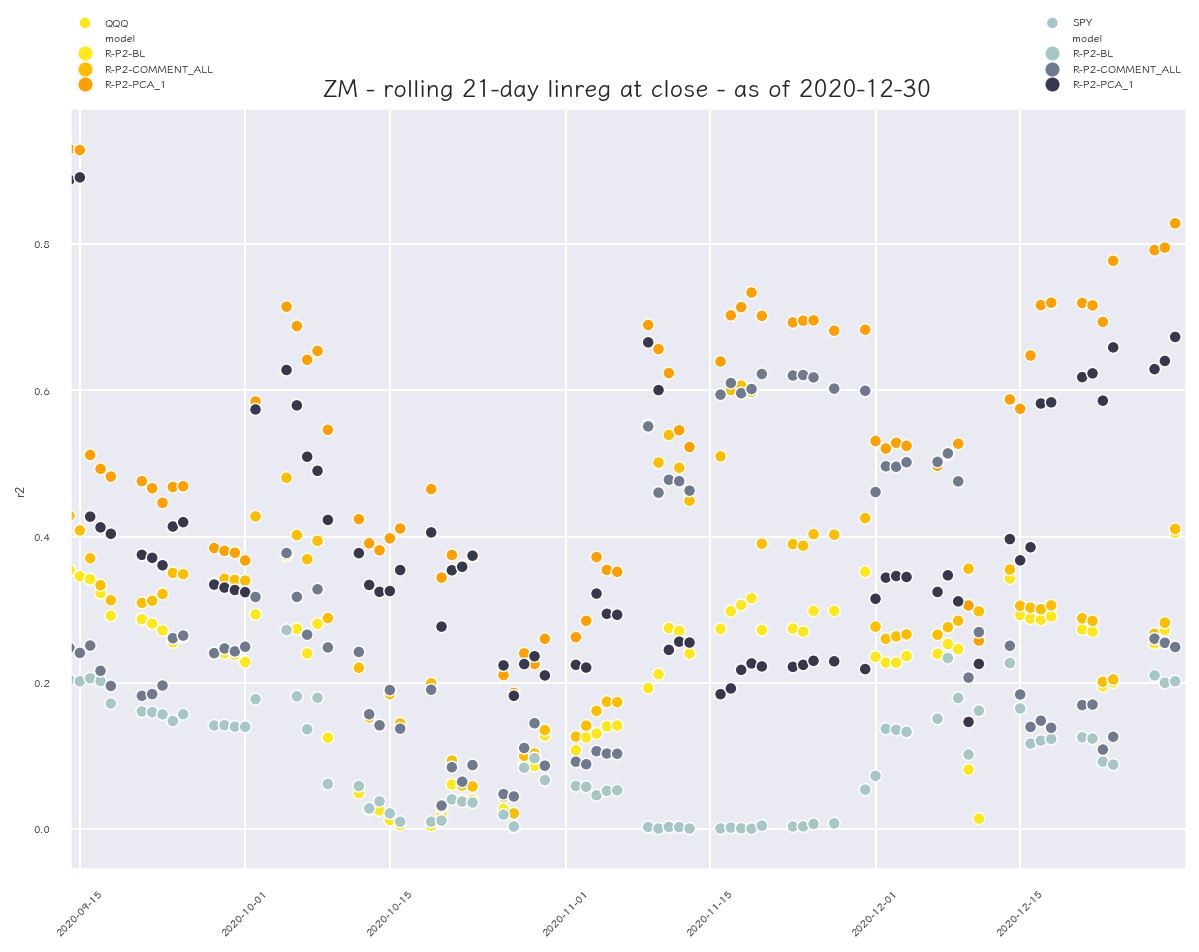 QQQ
model
R-P2-BL
R-P2-COMMENT_ALL
R-P2-PCA_1
SPY
model
R-P2-BL
R-P2-COMMENT_ALL
R-P2-PCA_1
ZM - rolling 21-day linreg at close - as of 2020-12-30
r2
0.8
0.6
0.4
0.2
0.0
2020-09-15
2020-10-01
2020-10-15
2020-11-01
2020-11-15
2020-12-01
2020-12-15